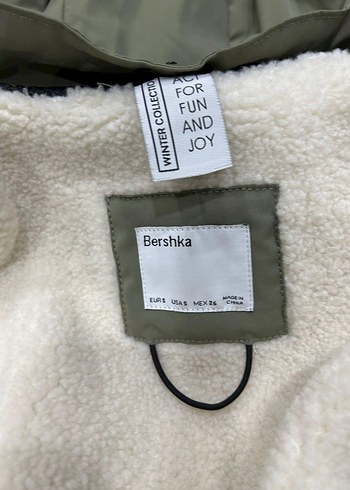 WINTER COLLECTION
ACT
FOR
FUN
AND
JOY
Bershka
EUR S USA S MEX 26 MADE IN
CHINA